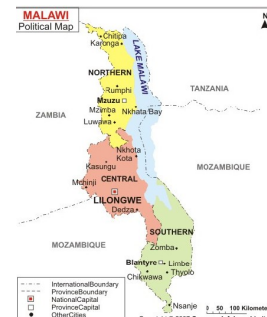 MALAWI
Political Map
N
Chitipa
Karonga
LAKE MALAWI
NORTHERN
Rumphi
TANZANIA
Mzuzu
Nkhata Bay
ZAMBIA
Mzimba
Luwawa
Nkhota
Kota
Kasungu
MOZAMBIQUE
CENTRAL
Mchinji
LILONGWE
Dedza
SOUTHERN
MOZAMBIQUE
Zomba
Blantyre
Limbe
Chikwawa
Thyolo
InternationalBoundary
ProvinceBoundary
NationalCapital
ProvinceCapital
OtherCities
Nsanje
0 50 100 Kilomete